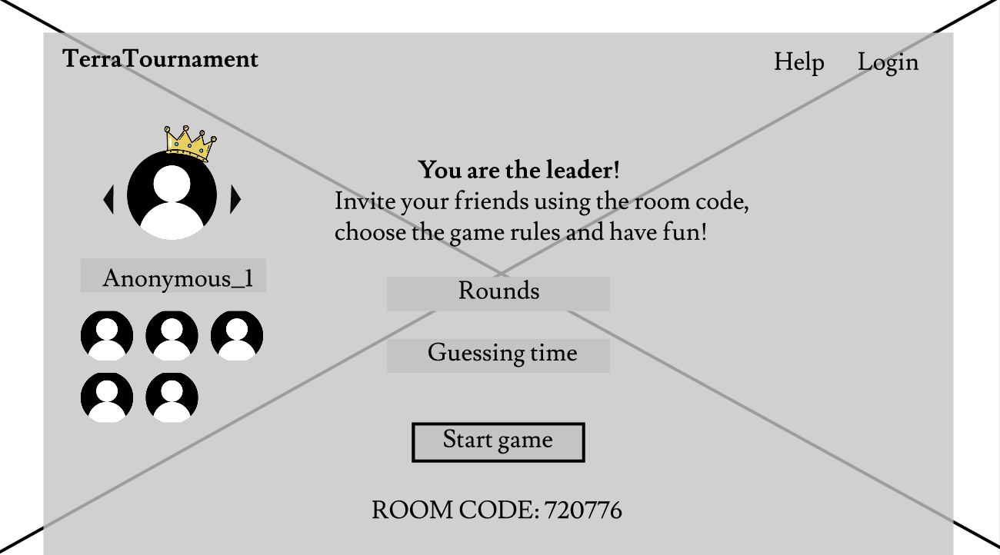 TerraTournament
Help
Login
You are the leader!
Invite your friends using the room code,
choose the game rules and have fun!
Anonymous_1
Rounds
Guessing time
Start game
ROOM CODE: 720776